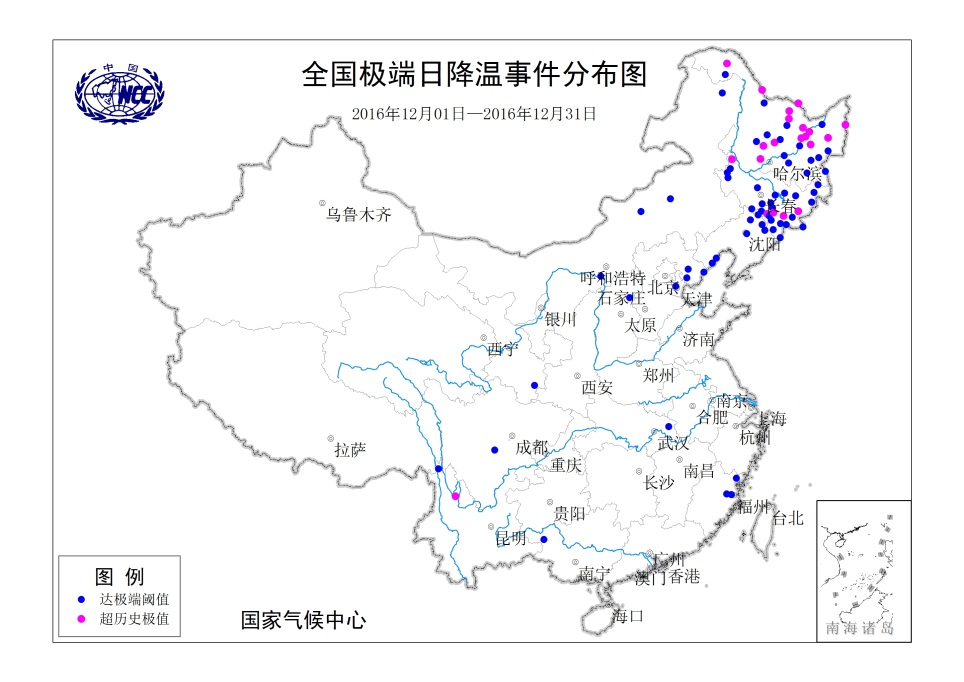 全国极端日降温事件分布图
2016年12月01日—2016年12月31日
中国
NCC
哈尔滨
长春
乌鲁木齐
沈阳
呼和浩特
北京
天津
石家庄
银川
太原
济南
西宁
郑州
西安
南京
合肥
上海
杭州
武汉
拉萨
成都
重庆
南昌
长沙
福州
贵阳
台北
昆明
广州
南宁
澳门
香港
海口
图 例
达极端阈值
超历史极值
国家气候中心
南海诸岛